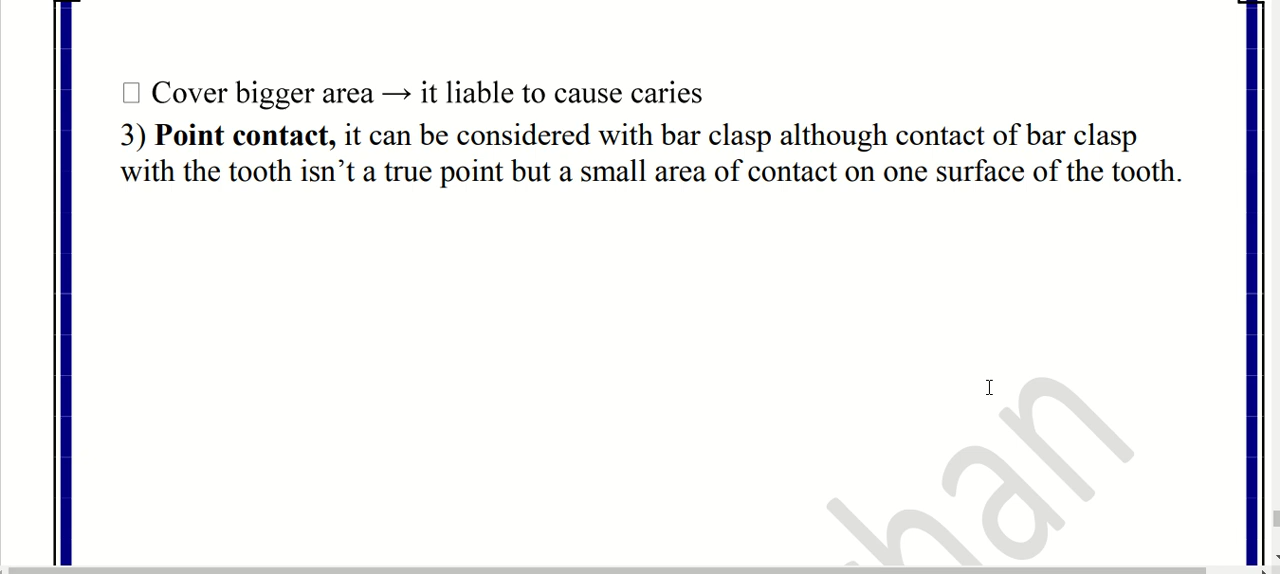 □ Cover bigger area → it liable to cause caries
3) Point contact, it can be considered with bar clasp although contact of bar clasp
with the tooth isn’t a true point but a small area of contact on one surface of the tooth.
han